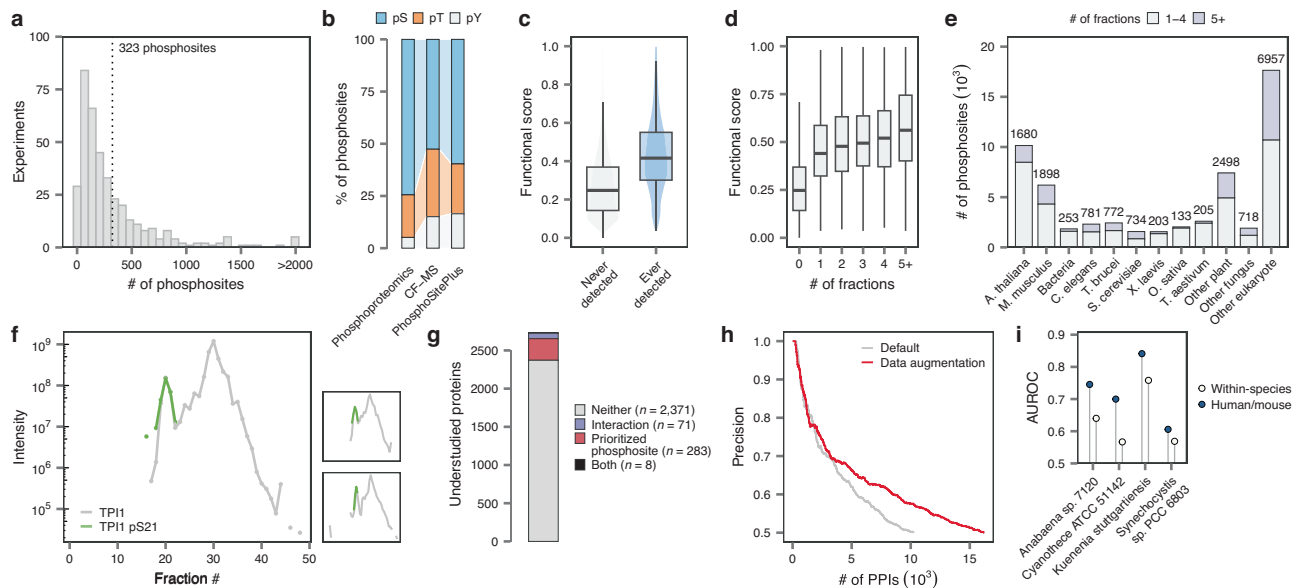 a
323 phosphosites
100
75
50
25
0
Experiments
0
500
1000
1500
>2000
# of phosphosites
b
pS
pT
pY
100
75
50
25
0
% of phosphosites
Phosphoproteomics
CF–MS
PhosphoSitePlus
c
1.0
0.8
0.6
0.4
0.2
0.0
Functional score
Never detected
Ever detected
d
1.00
0.75
0.50
0.25
0.0
Functional score
0
1
2
3
4
5+
# of fractions
e
# of fractions
1–4
5+
20
15
10
5
0
# of phosphosites (10³)
1680
1898
253
781
772
734
203
133
205
2498
718
6957
A. thaliana
M. musculus
Bacteria
C. elegans
T. brucei
S. cerevisiae
X. laevis
O. sativa
T. aestivum
Other plant
Other fungus
Other eukaryote
f
10⁹
10⁸
10⁷
10⁶
10⁵
Intensity
TPI1
TPI1 pS21
0
10
20
30
40
50
Fraction #
g
2500
2000
1500
1000
500
0
Understudied proteins
Neither (n = 2,371)
Interaction (n = 71)
Prioritized
phosphosite (n = 283)
Both (n = 8)
h
Default
Data augmentation
1.0
0.9
0.8
0.7
0.6
0.5
Precision
0
5
10
15
# of PPIs (10³)
i
0.9
0.8
0.7
0.6
0.5
AUROC
Within-species
Human/mouse
Anabaena sp. 7120
Cyanothece ATCC 51142
Kuenenia stuttgartiensis
Synechocystis
sp. PCC 6803